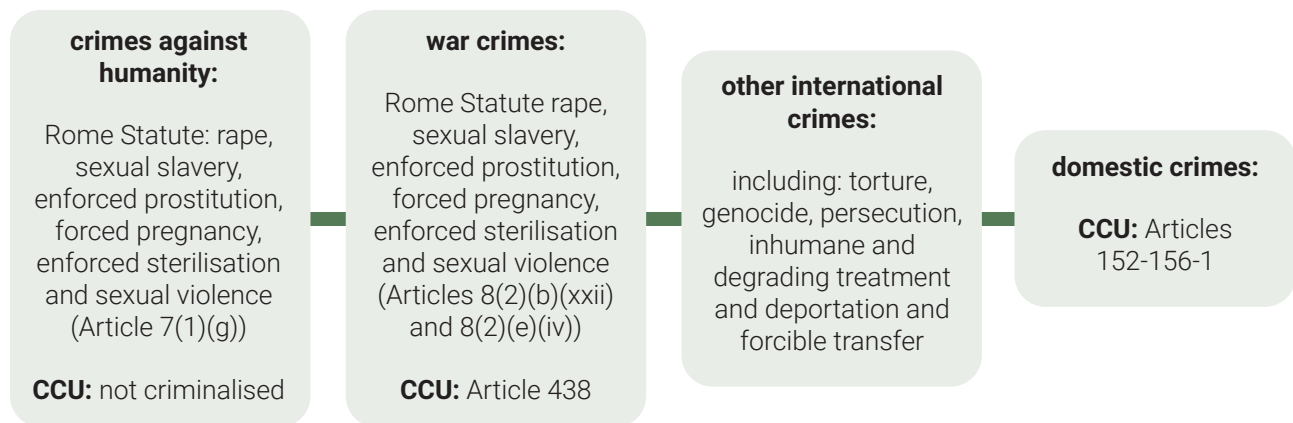 crimes against
humanity:
Rome Statute: rape,
sexual slavery,
enforced prostitution,
forced pregnancy,
enforced sterilisation
and sexual violence
(Article 7(1)(g))
CCU: not criminalised
war crimes:
Rome Statute rape,
sexual slavery,
enforced prostitution,
forced pregnancy,
enforced sterilisation
and sexual violence
(Articles 8(2)(b)(xxii)
and 8(2)(e)(iv))
CCU: Article 438
other international
crimes:
including: torture,
genocide, persecution,
inhumane and
degrading treatment
and deportation and
forcible transfer
domestic crimes:
CCU: Articles
152-156-1